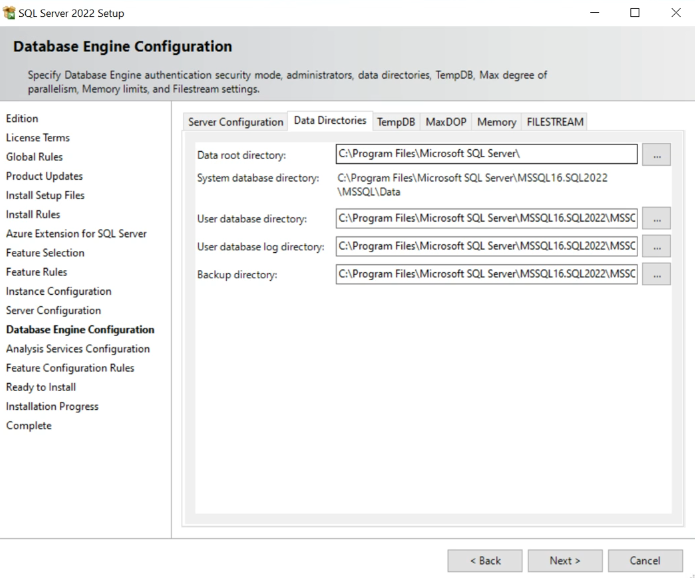 SQL Server 2022 Setup
Database Engine Configuration
Specify Database Engine authentication security mode, administrators, data directories, TempDB, Max degree of
parallelism, Memory limits, and Filestream settings.
Edition
License Terms
Global Rules
Product Updates
Install Setup Files
Install Rules
Azure Extension for SQL Server
Feature Selection
Feature Rules
Instance Configuration
Server Configuration
Database Engine Configuration
Analysis Services Configuration
Feature Configuration Rules
Ready to Install
Installation Progress
Complete
Server Configuration Data Directories TempDB MaxDOP Memory FILESTREAM
Data root directory: C:\Program Files\Microsoft SQL Server\ ...
System database directory: C:\Program Files\Microsoft SQL Server\MSSQL16.SQL2022
\MSSQL\Data
User database directory: C:\Program Files\Microsoft SQL Server\MSSQL16.SQL2022\MSSC ...
User database log directory: C:\Program Files\Microsoft SQL Server\MSSQL16.SQL2022\MSSC ...
Backup directory: C:\Program Files\Microsoft SQL Server\MSSQL16.SQL2022\MSSC ...
< Back Next > Cancel